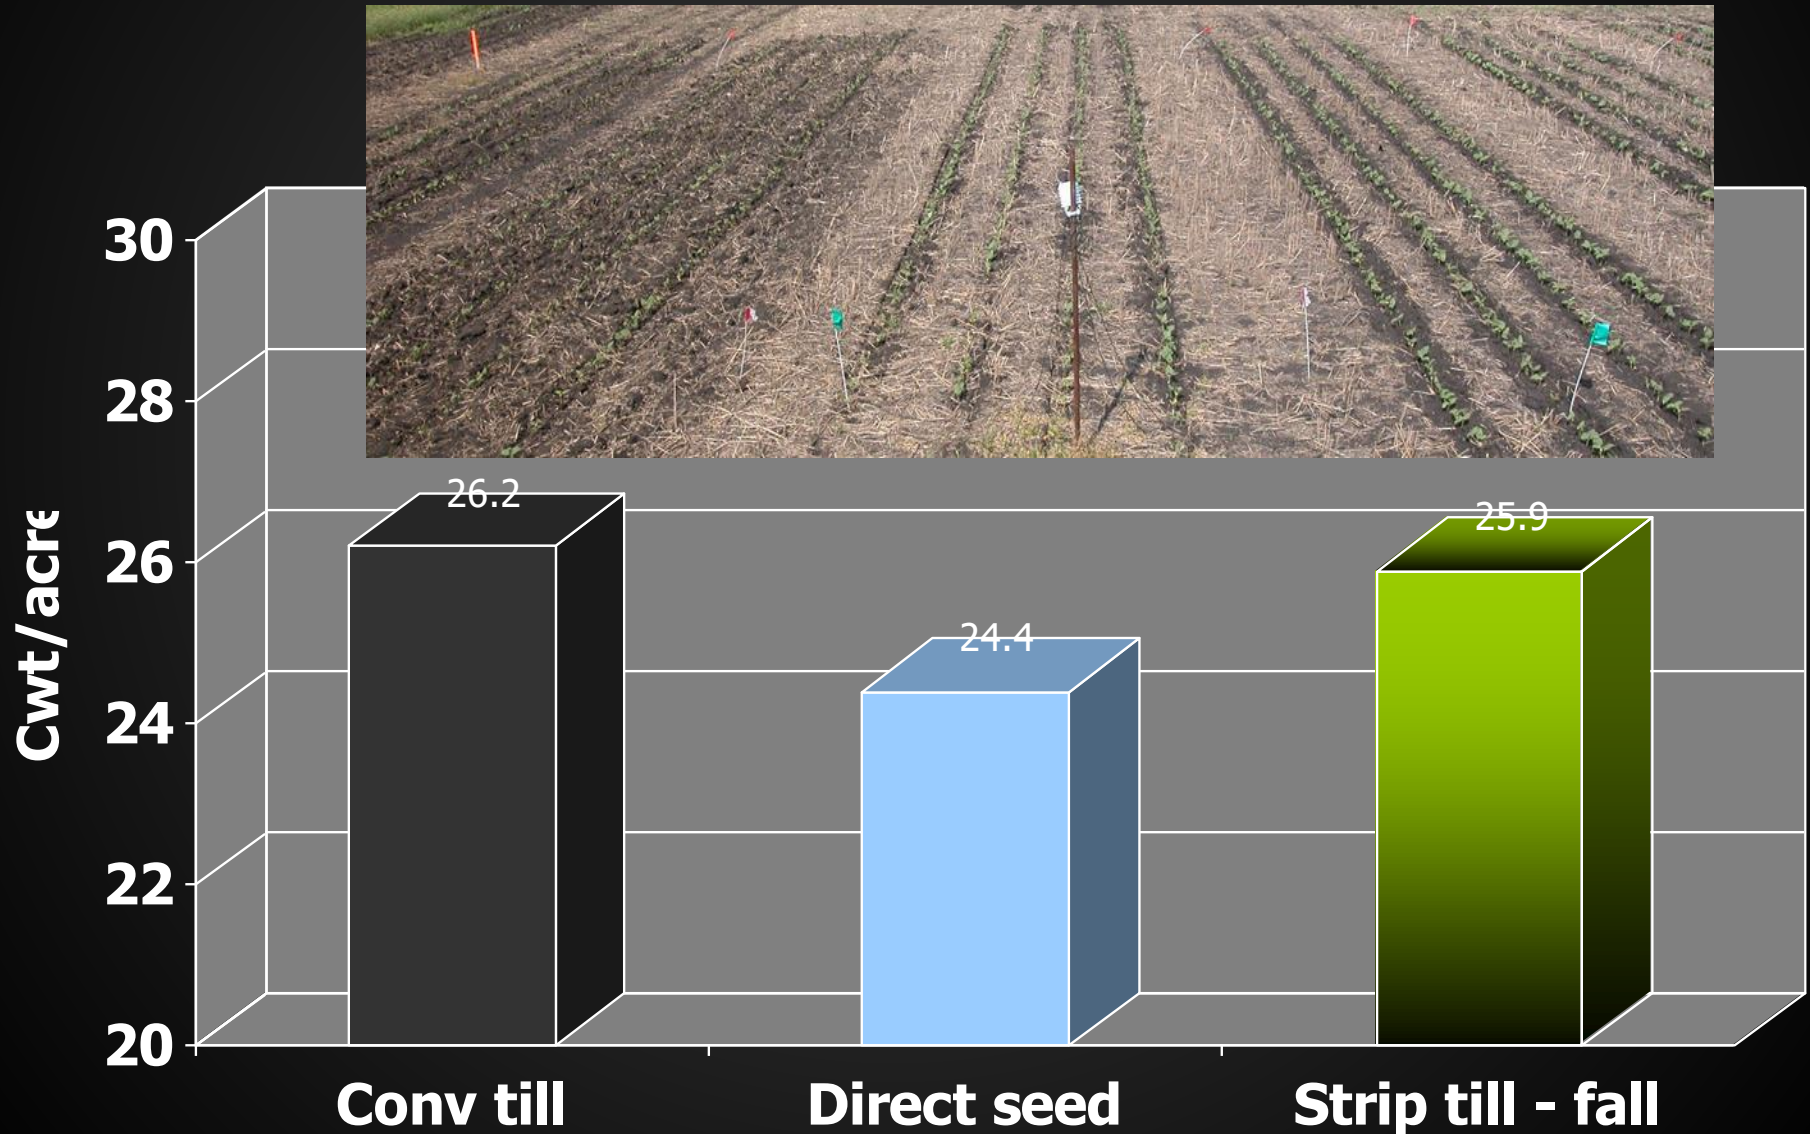 30
28
26
24
22
20
Cwt/acre
26.2
24.4
25.9
Conv till
Direct seed
Strip till - fall